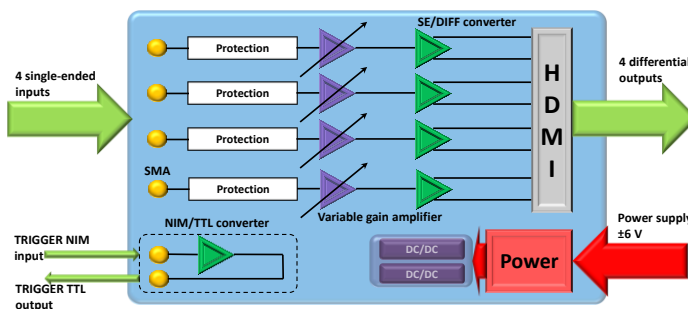 SE/DIFF converter
4 single-ended
inputs
Protection
Protection
Protection
Protection
SMA
Variable gain amplifier
H
D
M
I
4 differential
outputs
NIM/TTL converter
TRIGGER NIM
input
TRIGGER TTL
output
DC/DC
DC/DC
Power
Power supply
±6 V